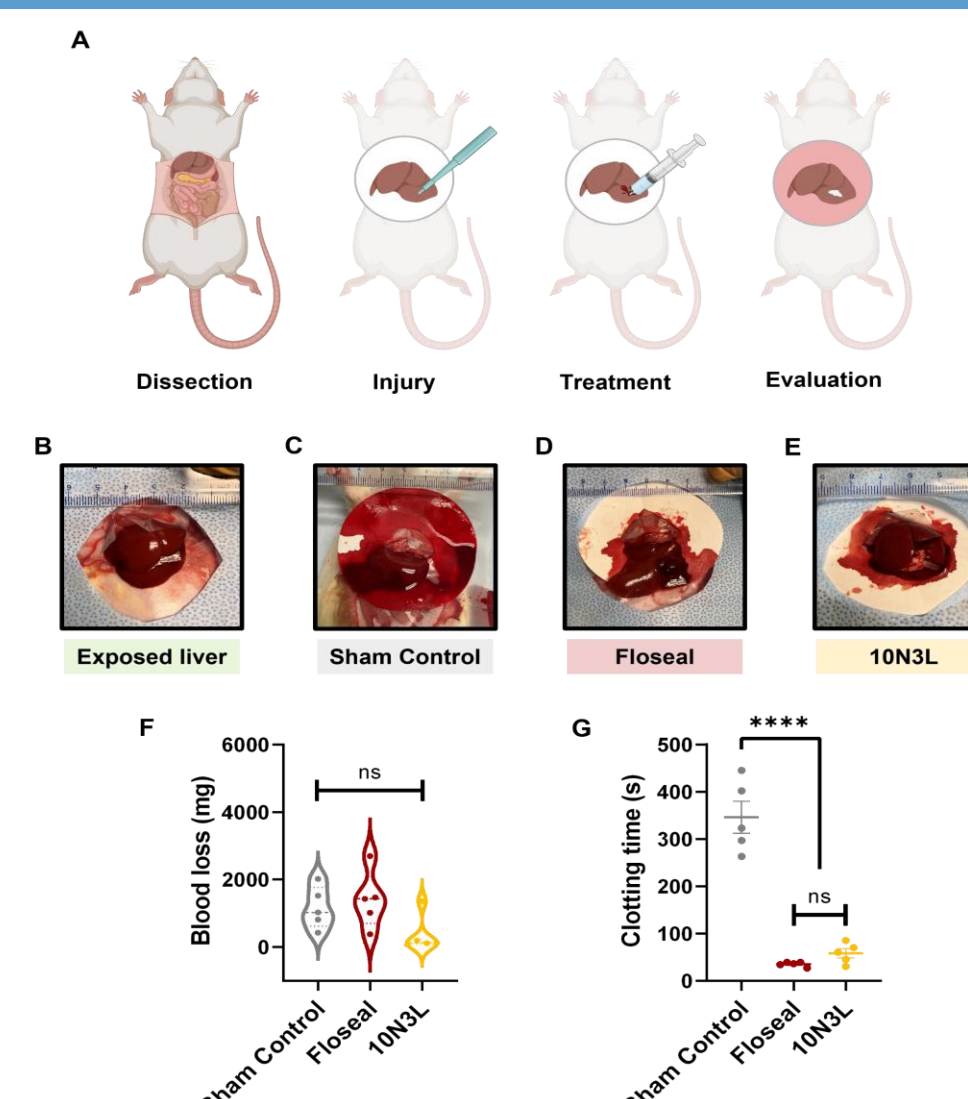 A
Dissection
Injury
Treatment
Evaluation
B
C
D
E
Exposed liver
Sham Control
Floseal
10N3L
F
6000
4000
2000
0
Blood loss (mg)
ns
Sham Control
Floseal
10N3L
G
500
400
300
200
100
0
Clotting time (s)
****
ns
Sham Control
Floseal
10N3L